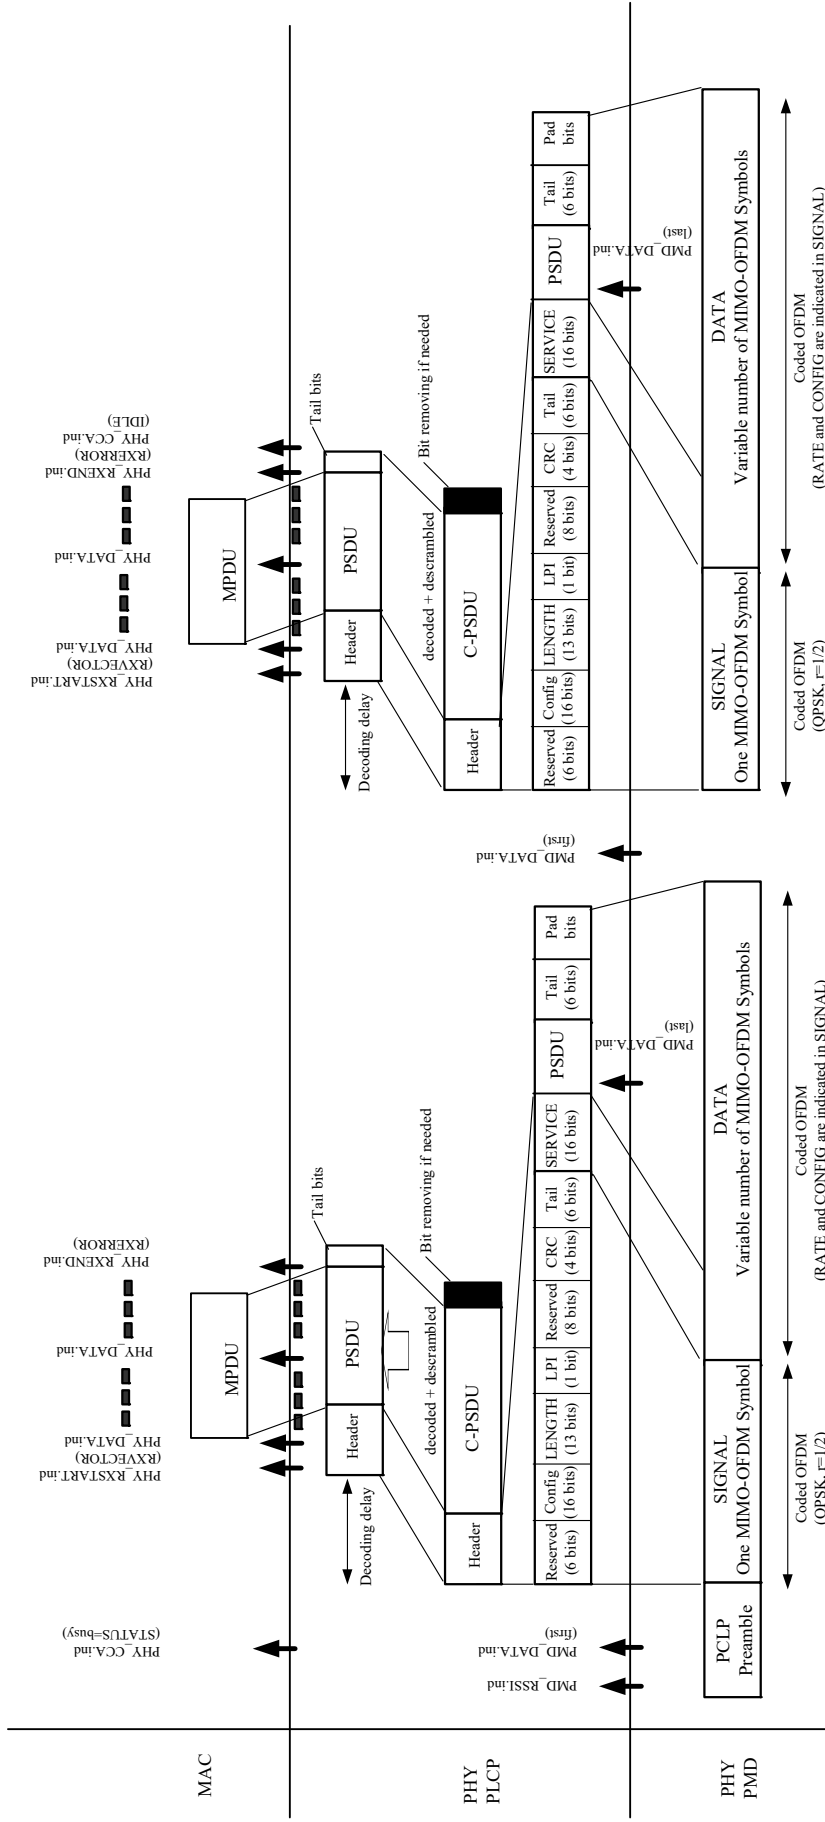 MAC
PHY_CCA.ind
(STATUS=busy)
PHY_RXSTART.ind
(RXVECTOR)
PHY_DATA.ind
PHY_DATA.ind
PHY_RXEND.ind
(RXERROR)
MPDU
PHY_RXSTART.ind
(RXVECTOR)
PHY_DATA.ind
PHY_DATA.ind
PHY_RXEND.ind
(RXERROR)
PHY_CCA.ind
(IDLE)
MPDU
PHY
PLCP
Decoding delay
Header
PSDU
Tail bits
decoded + descrambled
Header
C-PSDU
Bit removing if needed
Decoding delay
Header
PSDU
Tail bits
decoded + descrambled
Header
C-PSDU
Bit removing if needed
PMD_RSSI.ind
PMD_DATA.ind
(first)
Reserved
(6 bits)
Config
(16 bits)
LENGTH
(13 bits)
LPI
(1 bit)
Reserved
(8 bits)
CRC
(4 bits)
Tail
(6 bits)
SERVICE
(16 bits)
PSDU
Tail
(6 bits)
Pad
bits
PMD_DATA.ind
(last)
PMD_DATA.ind
(first)
Reserved
(6 bits)
Config
(16 bits)
LENGTH
(13 bits)
LPI
(1 bit)
Reserved
(8 bits)
CRC
(4 bits)
Tail
(6 bits)
SERVICE
(16 bits)
PSDU
Tail
(6 bits)
Pad
bits
PMD_DATA.ind
(last)
PHY
PMD
PCLP
Preamble
SIGNAL
One MIMO-OFDM Symbol
DATA
Variable number of MIMO-OFDM Symbols
SIGNAL
One MIMO-OFDM Symbol
DATA
Variable number of MIMO-OFDM Symbols
Coded OFDM
(QPSK, r=1/2)
Coded OFDM
(RATE and CONFIG are indicated in SIGNAL)
Coded OFDM
(QPSK, r=1/2)
Coded OFDM
(RATE and CONFIG are indicated in SIGNAL)